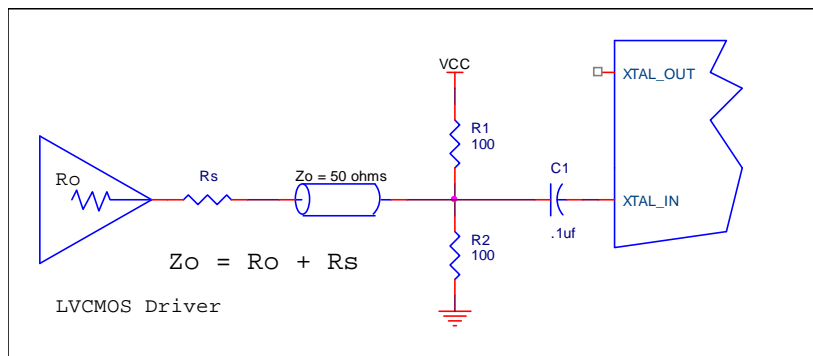 VCC
XTAL_OUT
R1
100
C1
Ro
Rs
Zo = 50 ohms
XTAL_IN
.1uf
R2
100
Zo = Ro + Rs
LVCMOS Driver